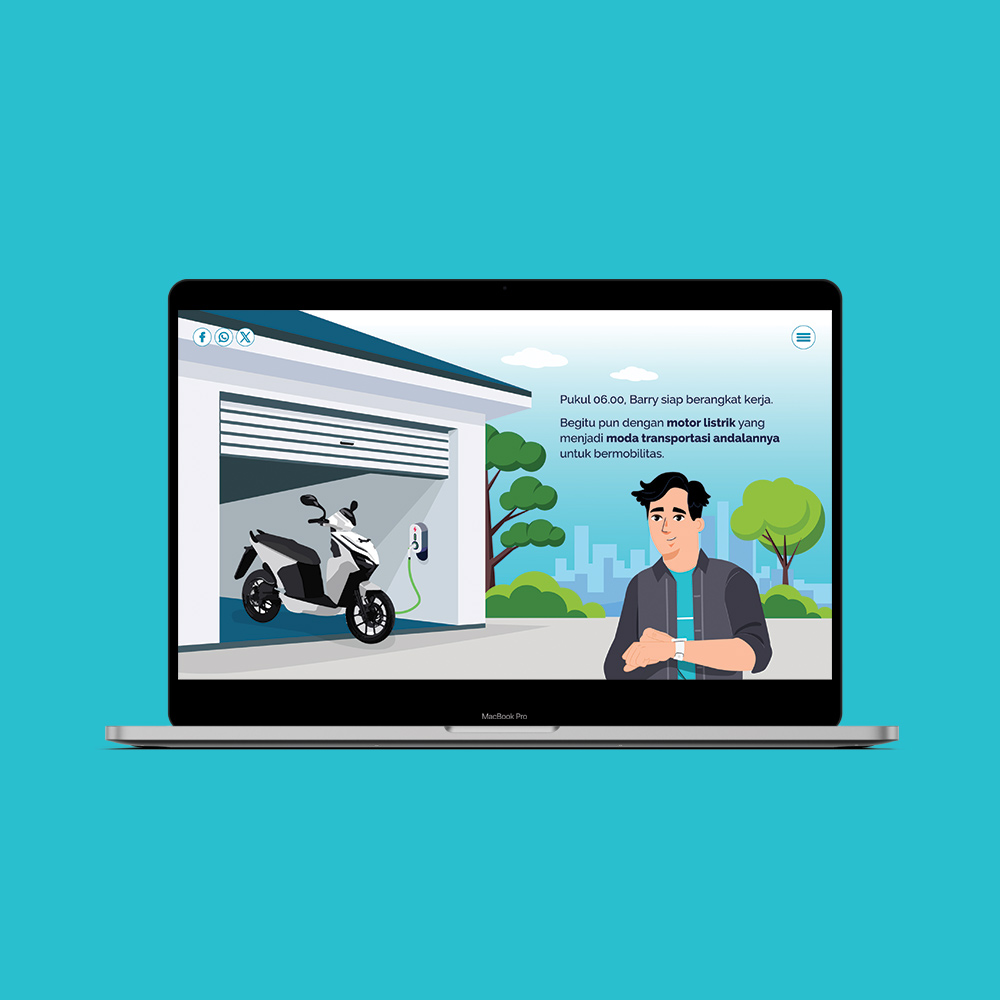 Pukul 06.00, Barry siap berangkat kerja.
Begitu pun dengan motor listrik yang
menjadi moda transportasi andalannya
untuk bermobilitas.
MacBook Pro